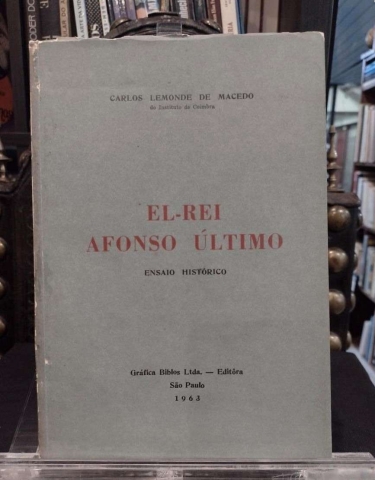 CARLOS LEMONDE DE MACEDO
do Instituto de Coimbra
EL-REI
AFONSO ÚLTIMO
ENSAIO HISTÓRICO
Gráfica Biblos Ltda. — Editôra
São Paulo
1963